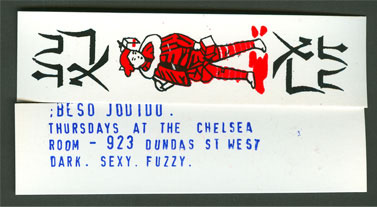 ¡BESO JODIDO.
THURSDAYS AT THE CHELSEA
ROOM - 923 DUNDAS ST WEST
DARK. SEXY. FUZZY.